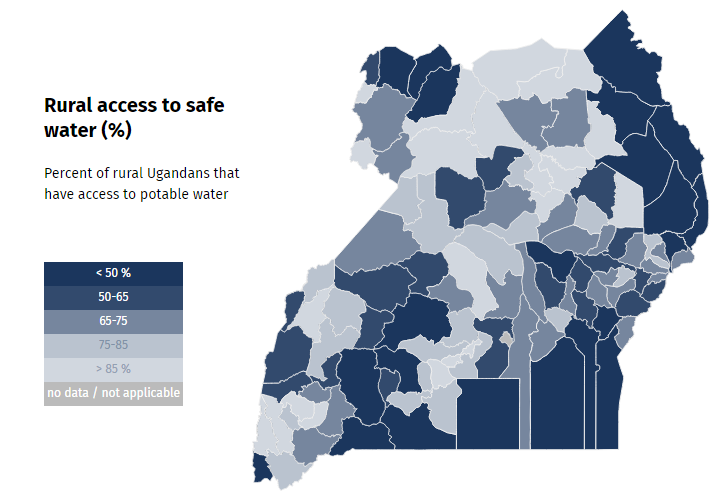 Rural access to safe
water (%)
Percent of rural Ugandans that
have access to potable water
< 50 %
50-65
65-75
75-85
> 85 %
no data / not applicable